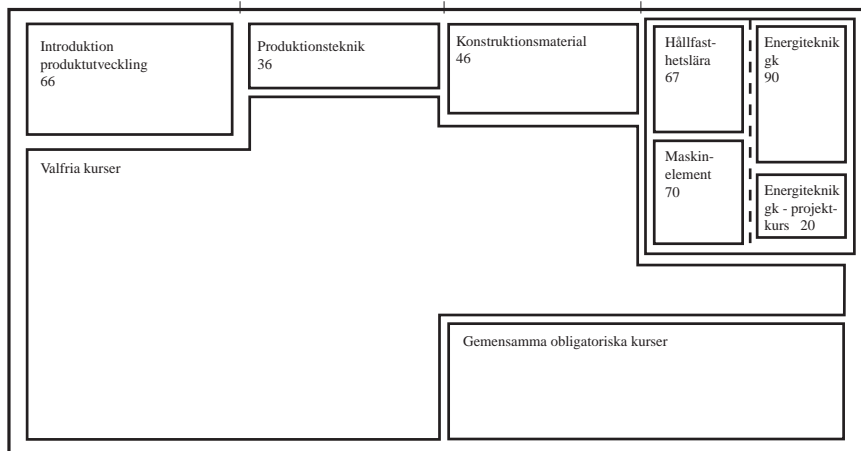 Introduktion
produktutveckling
66
Produktionsteknik
36
Konstruktionsmaterial
46
Hållfast-
hetslära
67
Energiteknik
gk
90
Maskin-
element
70
Energiteknik
gk - projekt-
kurs 20
Valfria kurser
Gemensamma obligatoriska kurser